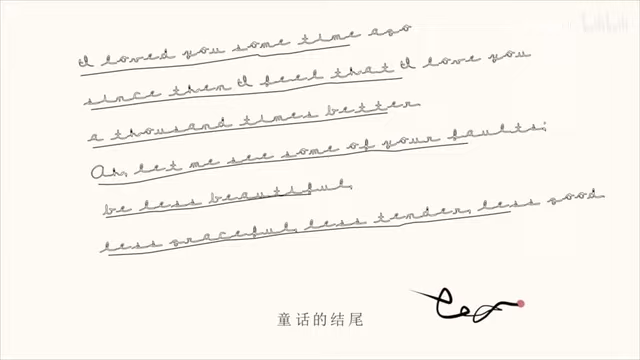 I loved you some time ago
since then I feel that I love you
a thousand times better.
Ah, let me see some of your faults;
be less beautiful,
less graceful, less tender, less good
童话的结尾
bilibili